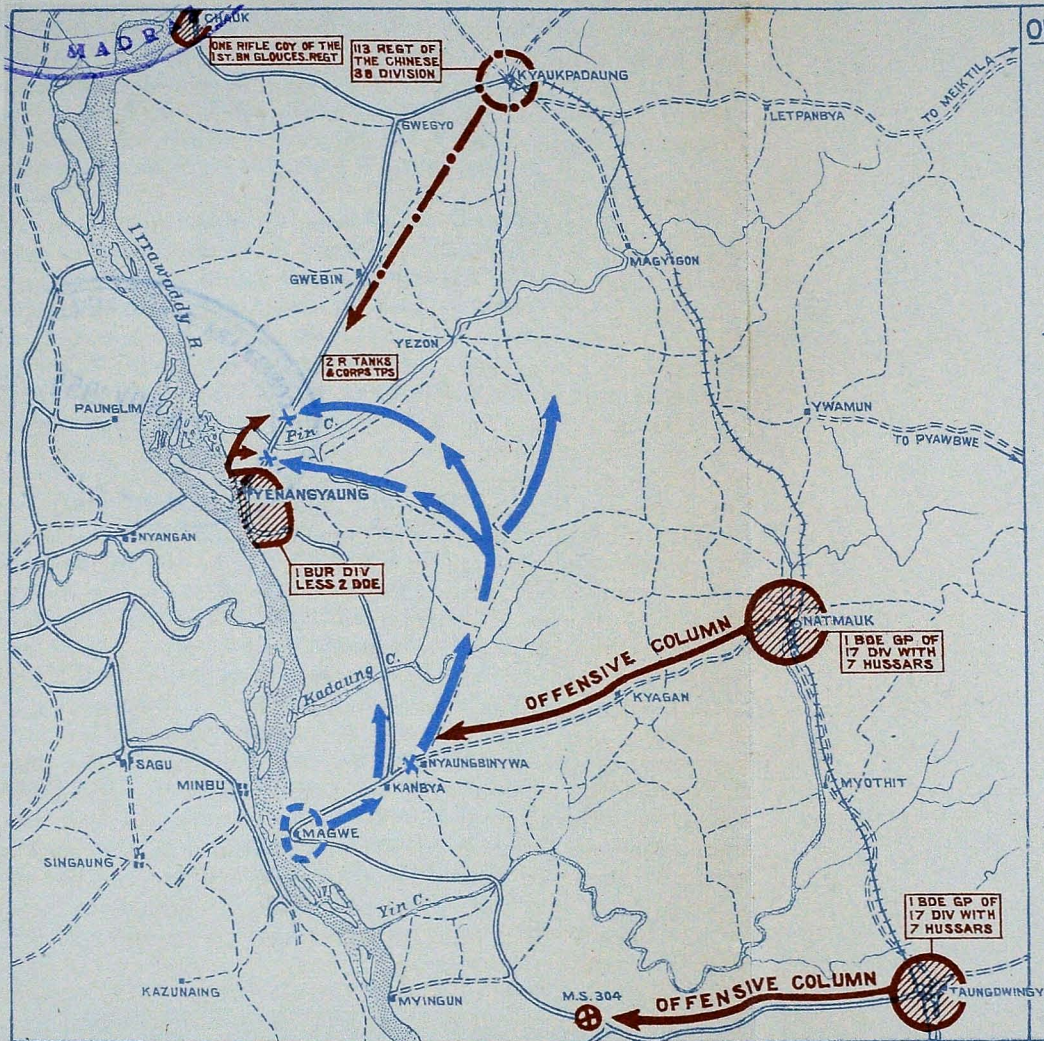 CHAUK
MADR
ONE RIFLE COY OF THE
1ST. BN GLOUCES. REGT
113 REGT OF
THE CHINESE
38 DIVISION
KYAUKPADAUNG
TO MEIKTILA
LETPANBYA
GWEGYO
Irrawaddy R.
MAGYIGON
GWEBIN
YEZON
2 R TANKS
& CORPS TPS
PAUNGLIM
Pin C.
YWAMUN
TO PYAWBWE
YENANGYAUNG
NYANGAN
1 BUR DIV
LESS 2 BDE
NATMAUK
1 BDE GP OF
17 DIV WITH
7 HUSSARS
OFFENSIVE COLUMN
Kadaung C.
KYAGAN
SAGU
NYAUNGBINYWA
MINBU
KANBYA
MYOTHIT
MAGWE
SINGAUNG
Yin C.
1 BDE GP OF
17 DIV WITH
7 HUSSARS
KAZUNAING
MYINGUN
M.S. 304
OFFENSIVE COLUMN
TAUNGDWINGY